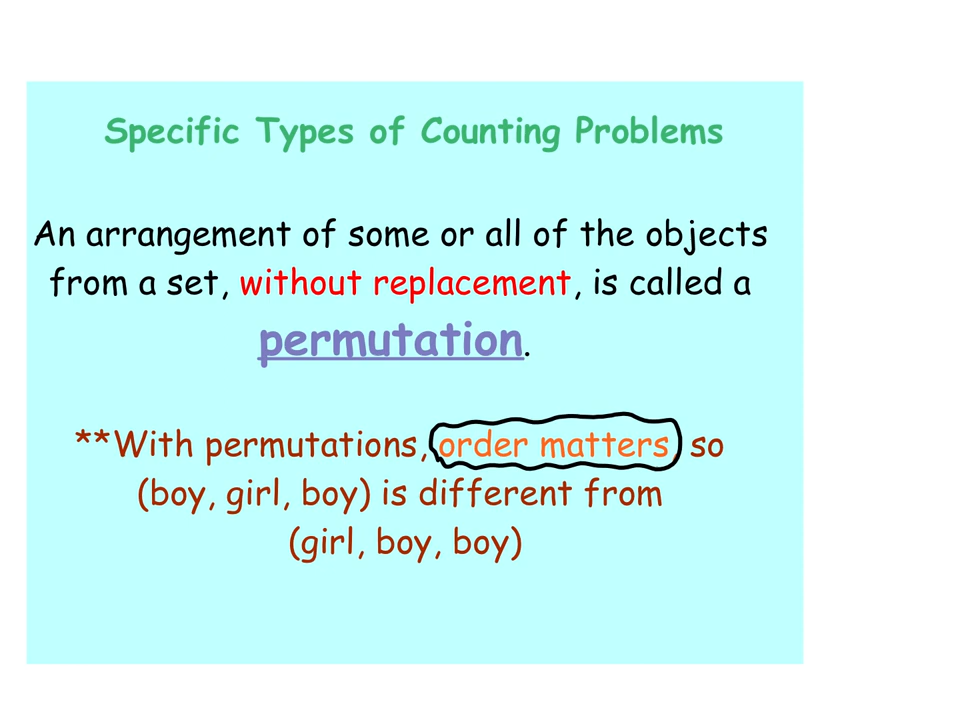 Specific Types of Counting Problems
An arrangement of some or all of the objects
from a set, without replacement, is called a
permutation.
**With permutations, order matters, so
(boy, girl, boy) is different from
(girl, boy, boy)